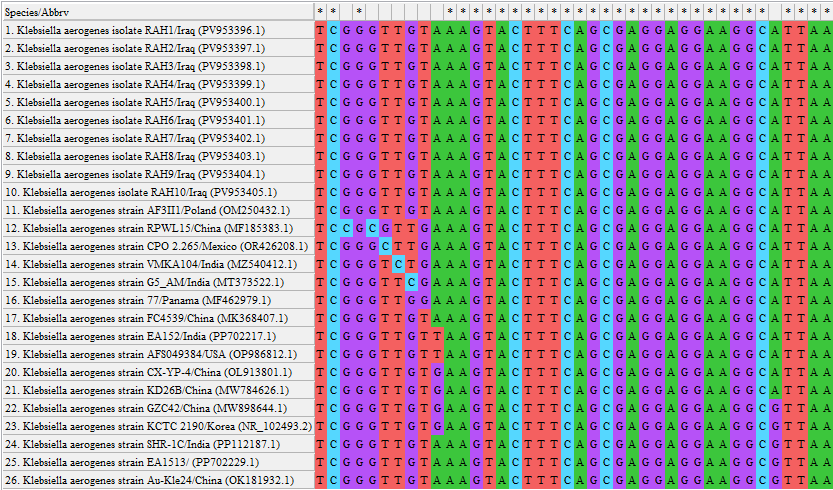 Species/Abbrv * * * * * * * * * * * * * * * * * * * * * * * * * * * * * * * *
1. Klebsiella aerogenes isolate RAH1/Iraq (PV953396.1) T C G G G T T G T A A A G T A C T T T C A G C G A G G A G G A A G G C A T T A A
2. Klebsiella aerogenes isolate RAH2/Iraq (PV953397.1) T C G G G T T G T A A A G T A C T T T C A G C G A G G A G G A A G G C A T T A A
3. Klebsiella aerogenes isolate RAH3/Iraq (PV953398.1) T C G G G T T G T A A A G T A C T T T C A G C G A G G A G G A A G G C A T T A A
4. Klebsiella aerogenes isolate RAH4/Iraq (PV953399.1) T C G G G T T G T A A A G T A C T T T C A G C G A G G A G G A A G G C A T T A A
5. Klebsiella aerogenes isolate RAH5/Iraq (PV953400.1) T C G G G T T G T A A A G T A C T T T C A G C G A G G A G G A A G G C A T T A A
6. Klebsiella aerogenes isolate RAH6/Iraq (PV953401.1) T C G G G T T G T A A A G T A C T T T C A G C G A G G A G G A A G G C A T T A A
7. Klebsiella aerogenes isolate RAH7/Iraq (PV953402.1) T C G G G T T G T A A A G T A C T T T C A G C G A G G A G G A A G G C A T T A A
8. Klebsiella aerogenes isolate RAH8/Iraq (PV953403.1) T C G G G T T G T A A A G T A C T T T C A G C G A G G A G G A A G G C A T T A A
9. Klebsiella aerogenes isolate RAH9/Iraq (PV953404.1) T C G G G T T G T A A A G T A C T T T C A G C G A G G A G G A A G G C A T T A A
10. Klebsiella aerogenes isolate RAH10/Iraq (PV953405.1) T C G G G T T G T A A A G T A C T T T C A G C G A G G A G G A A G G C A T T A A
11. Klebsiella aerogenes strain AF3II1/Poland (OM250432.1) T C G G G T T G T A A A G T A C T T T C A G C G A G G A G G A A G G C A T T A A
12. Klebsiella aerogenes strain RPWL15/China (MF185383.1) T C C G C G T G T A A A G T A C T T T C A G C G A G G A G G A A G G C A T T A A
13. Klebsiella aerogenes strain CPO 2.265/Mexico (OR426208.1) T C G G G C T T G A A A G T A C T T T C A G C G A G G A G G A A G G C A T T A A
14. Klebsiella aerogenes strain VMKA104/India (MZ540412.1) T C G G G T C T G A A A G T A C T T T C A G C G A G G A G G A A G G C A T T A A
15. Klebsiella aerogenes strain G5_AM/India (MT373522.1) T C G G G T T C G A A A G T A C T T T C A G C G A G G A G G A A G G C A T T A A
16. Klebsiella aerogenes strain 77/Panama (MF462979.1) T C G G G T T G G A A A G T A C T T T C A G C G A G G A G G A A G G C A T T A A
17. Klebsiella aerogenes strain FC4539/China (MK368407.1) T C G G G T T G T A A A G T A C T T T C A G C G A G G A G G A A G G C A T T A A
18. Klebsiella aerogenes strain EA152/India (PP702217.1) T C G G G T T G T T A A G T A C T T T C A G C G A G G A G G A A G G C A T T A A
19. Klebsiella aerogenes strain AF8049384/USA (OP986812.1) T C G G G T T G T T A A G T A C T T T C A G C G A G G A G G A A G G C A T T A A
20. Klebsiella aerogenes strain CX-YP-4/China (OL913801.1) T C G G G T T G T G A A G T A C T T T C A G C G A G G A G G A A G G C A T T A A
21. Klebsiella aerogenes strain KD26B/China (MW784626.1) T C G G G T T G T G A A G T A C T T T C A G C G A G G A G G A A G G C A T T A A
22. Klebsiella aerogenes strain GZC42/China (MW898644.1) T C G G G T T G T G A A G T A C T T T C A G C G A G G A G G A A G G C G T T A A
23. Klebsiella aerogenes strain KCTC 2190/Korea (NR_102493.2) T C G G G T T G T G A A G T A C T T T C A G C G A G G A G G A A G G C G T T A A
24. Klebsiella aerogenes strain SHR-1C/India (PP112187.1) T C G G G T T G T A A A G T A C T T T C A G C G A G G A G G A A G G C G T T A A
25. Klebsiella aerogenes strain EA1513/ (PP702229.1) T C G G G T T G T A A A G T A C T T T C A G C G A G G A G G A A G G C G T T A A
26. Klebsiella aerogenes strain Au-Kle24/China (OK181932.1) T C G G G T T G T A A A G T A C T T T C A G C G A G G A G G A A G G C G T T A A